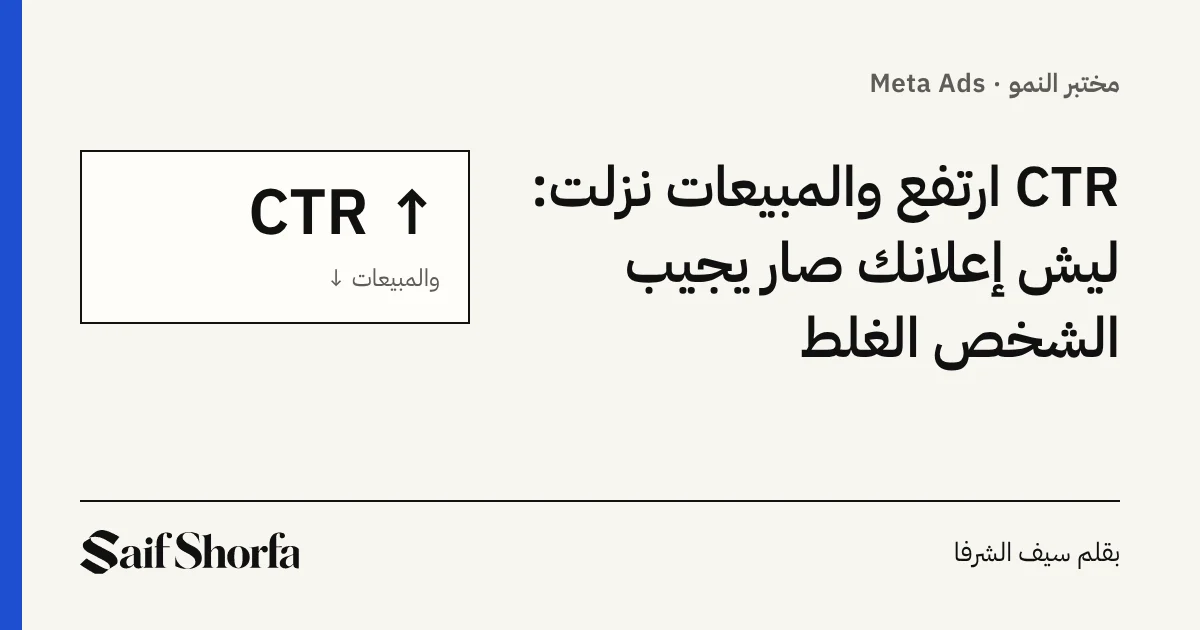 مختبر النمو · Meta Ads
CTR ارتفع والمبيعات نزلت:
ليش إعلانك صار يجيب
الشخص الغلط
CTR ↑
والمبيعات ↓
بقلم سيف الشرفا
Saif Shorfa